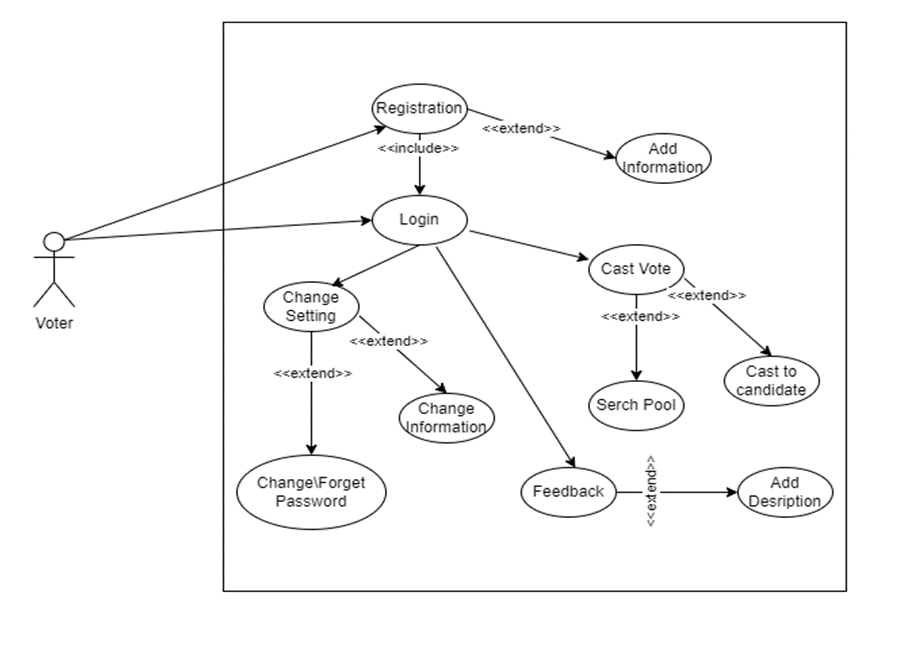 Registration
<<extend>>
<<include>>
Add
Information
Login
Cast Vote
Voter
Change
Setting
<<extend>>
<<extend>>
<<extend>>
<<extend>>
Cast to
candidate
Serch Pool
Change
Information
Change\Forget
Password
Feedback
<<extend>>
Add
Desription